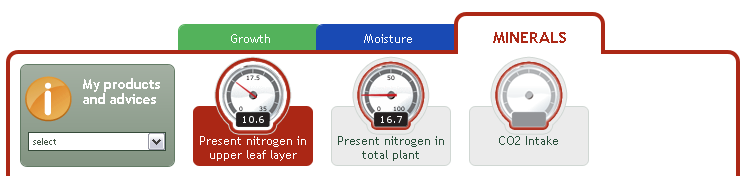 Growth
Moisture
MINERALS
My products
and advices
select
17.5
0 35
10.6
Present nitrogen in
upper leaf layer
50
0 100
16.7
Present nitrogen in
total plant
CO2 Intake